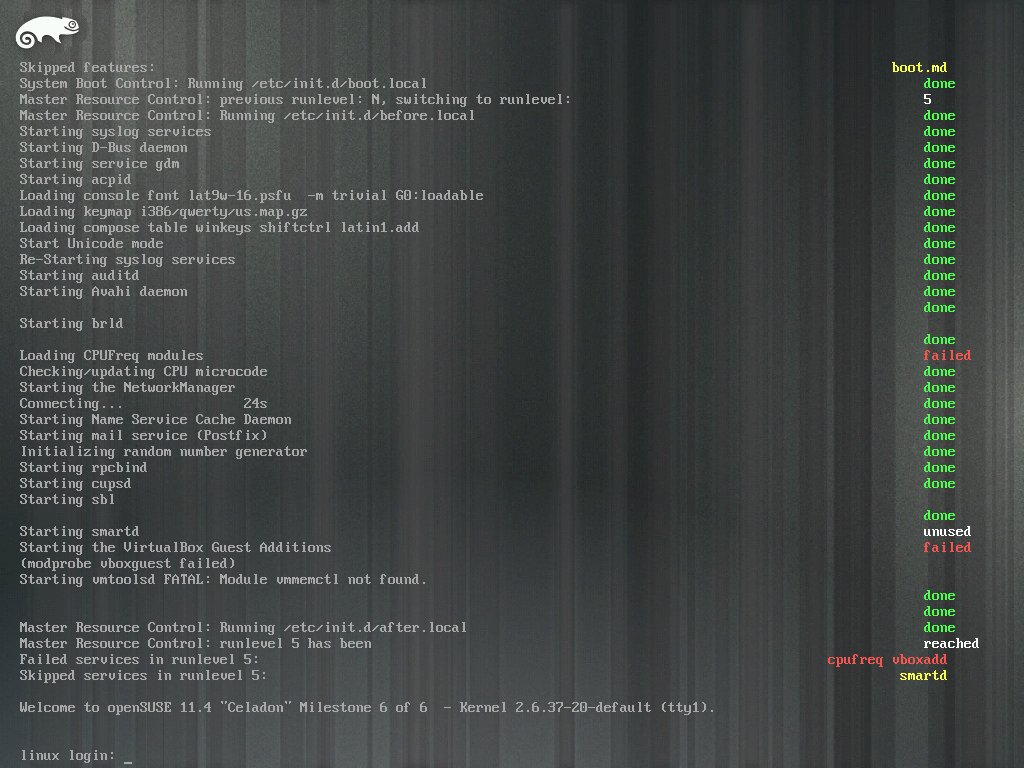 Skipped features: boot.md
System Boot Control: Running /etc/init.d/boot.local done
Master Resource Control: previous runlevel: N, switching to runlevel: 5
Master Resource Control: Running /etc/init.d/before.local done
Starting syslog services done
Starting D-Bus daemon done
Starting service gdm done
Starting acpid done
Loading console font lat9w-16.psfu  -m trivial G0:loadable done
Loading keymap i386/qwerty/us.map.gz done
Loading compose table winkeys shiftctrl latin1.add done
Start Unicode mode done
Re-Starting syslog services done
Starting auditd done
Starting Avahi daemon done
done
Starting brld
done
Loading CPUFreq modules failed
Checking/updating CPU microcode done
Starting the NetworkManager done
Connecting... 24s done
Starting Name Service Cache Daemon done
Starting mail service (Postfix) done
Initializing random number generator done
Starting rpcbind done
Starting cupsd done
Starting sbl
done
Starting smartd unused
Starting the VirtualBox Guest Additions failed
(modprobe vboxguest failed)
Starting vmtoolsd FATAL: Module vmmemctl not found.
done
done
Master Resource Control: Running /etc/init.d/after.local done
Master Resource Control: runlevel 5 has been reached
Failed services in runlevel 5: cpufreq vboxadd
Skipped services in runlevel 5: smartd
Welcome to openSUSE 11.4 "Celadon" Milestone 6 of 6  - Kernel 2.6.37-20-default (tty1).
linux login: _